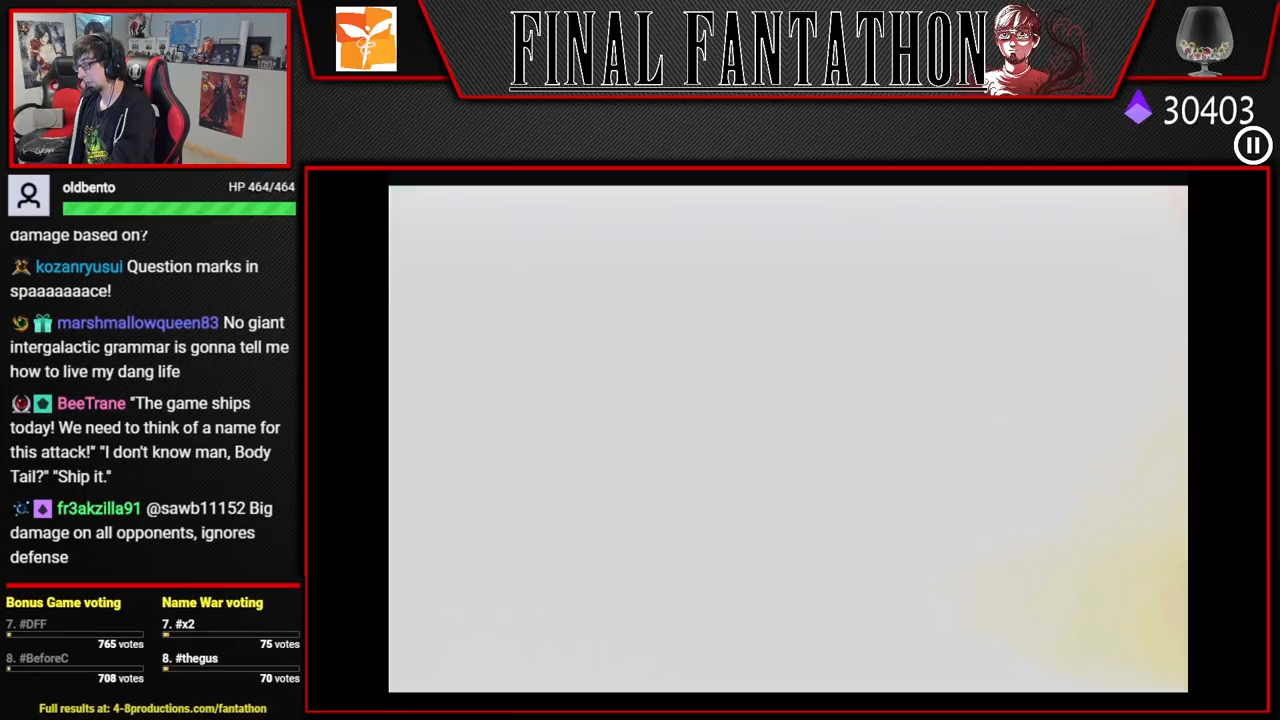 FINAL FANTATHON
30403
oldbento
HP 464/464
damage based on?
kozanryusui Question marks in
spaaaaaaace!
marshmallowqueen83 No giant
intergalactic grammar is gonna tell me
how to live my dang life
BeeTrane "The game ships
today! We need to think of a name for
this attack!" "I don't know man, Body
Tail?" "Ship it."
fr3akzilla91 @sawb11152 Big
damage on all opponents, ignores
defense
Bonus Game voting
7. #DFF
765 votes
8. #BeforeC
708 votes
Name War voting
7. #x2
75 votes
8. #thegus
70 votes
Full results at: 4-8productions.com/fantathon